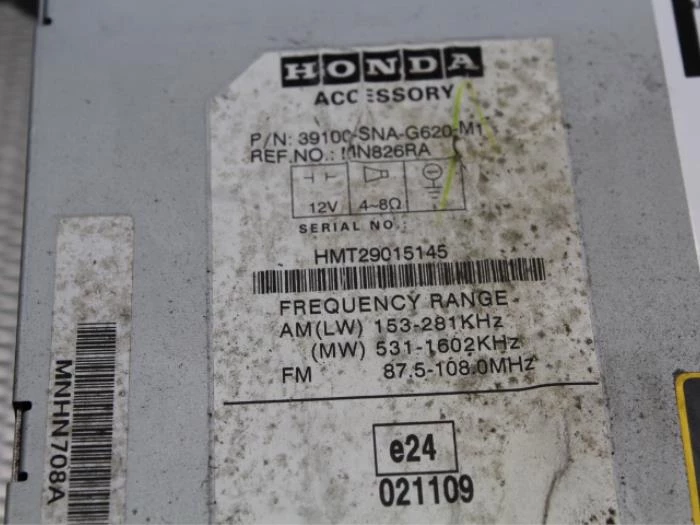 HONDA
ACCESSORY
P/N: 39100-SNA-G620-M1
REF.NO.: MN826RA
12V 4~8Ω
SERIAL NO.:
HMT29015145
FREQUENCY RANGE
AM(LW) 153-281KHz
(MW) 531-1602KHz
FM 87.5-108.0MHz
e24
021109
MNHN708A